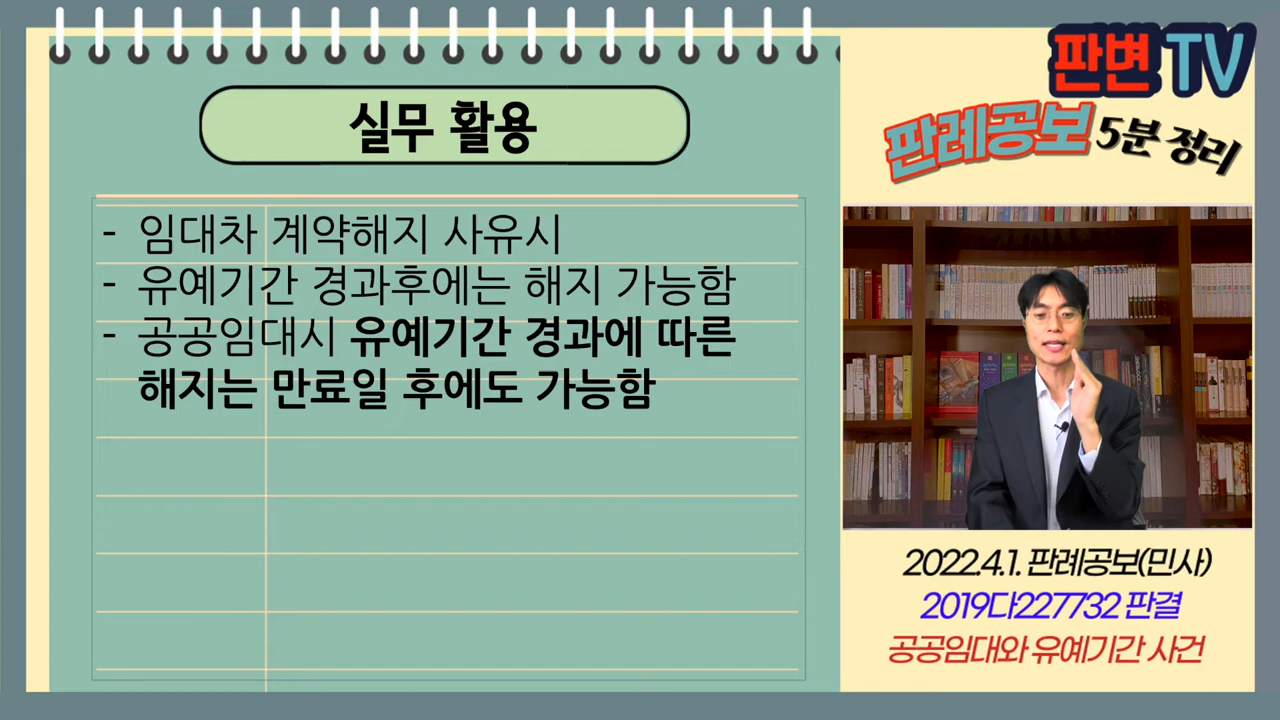 실무 활용
- 임대차 계약해지 사유시
- 유예기간 경과후에는 해지 가능함
- 공공임대시 유예기간 경과에 따른
해지는 만료일 후에도 가능함
판변 TV
판례공보 5분 정리
2022.4.1. 판례공보(민사)
2019다227732 판결
공공임대와 유예기간 사건